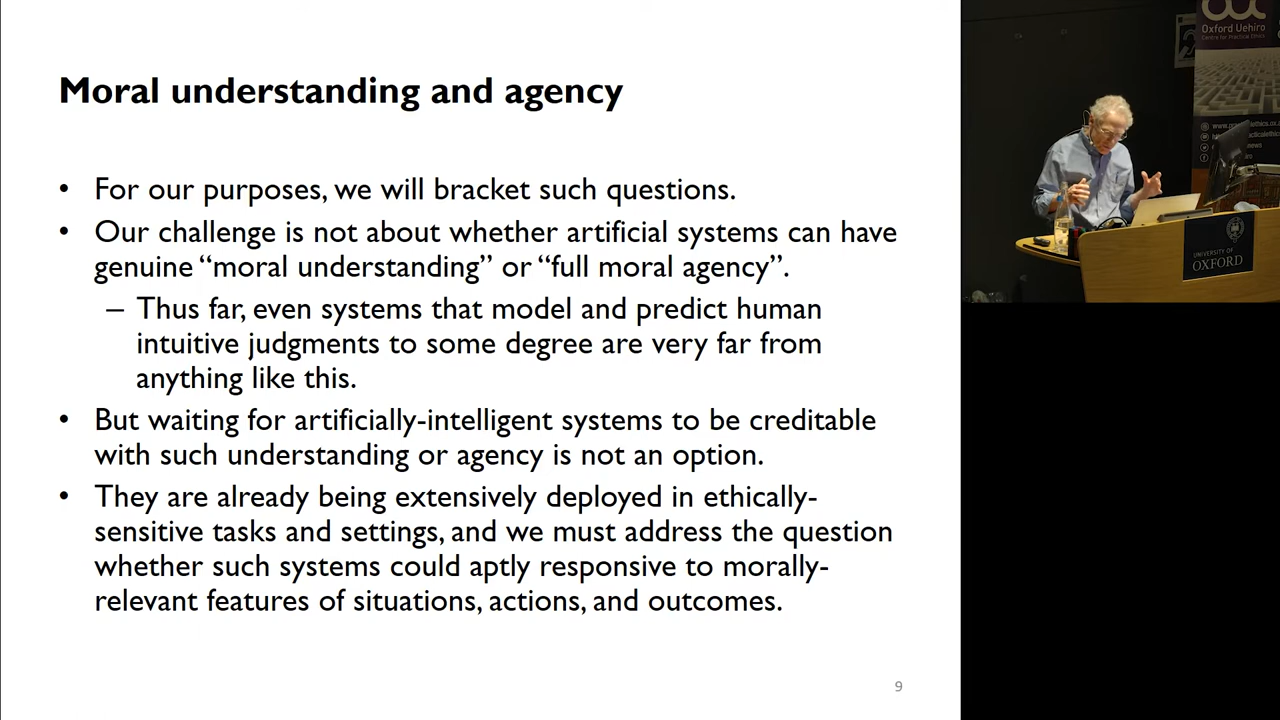 Moral understanding and agency
• For our purposes, we will bracket such questions.
• Our challenge is not about whether artificial systems can have
genuine “moral understanding” or “full moral agency”.
– Thus far, even systems that model and predict human
intuitive judgments to some degree are very far from
anything like this.
• But waiting for artificially-intelligent systems to be creditable
with such understanding or agency is not an option.
• They are already being extensively deployed in ethically-
sensitive tasks and settings, and we must address the question
whether such systems could aptly responsive to morally-
relevant features of situations, actions, and outcomes.
9
Oxford Uehiro
Centre for Practical Ethics
UNIVERSITY OF
OXFORD